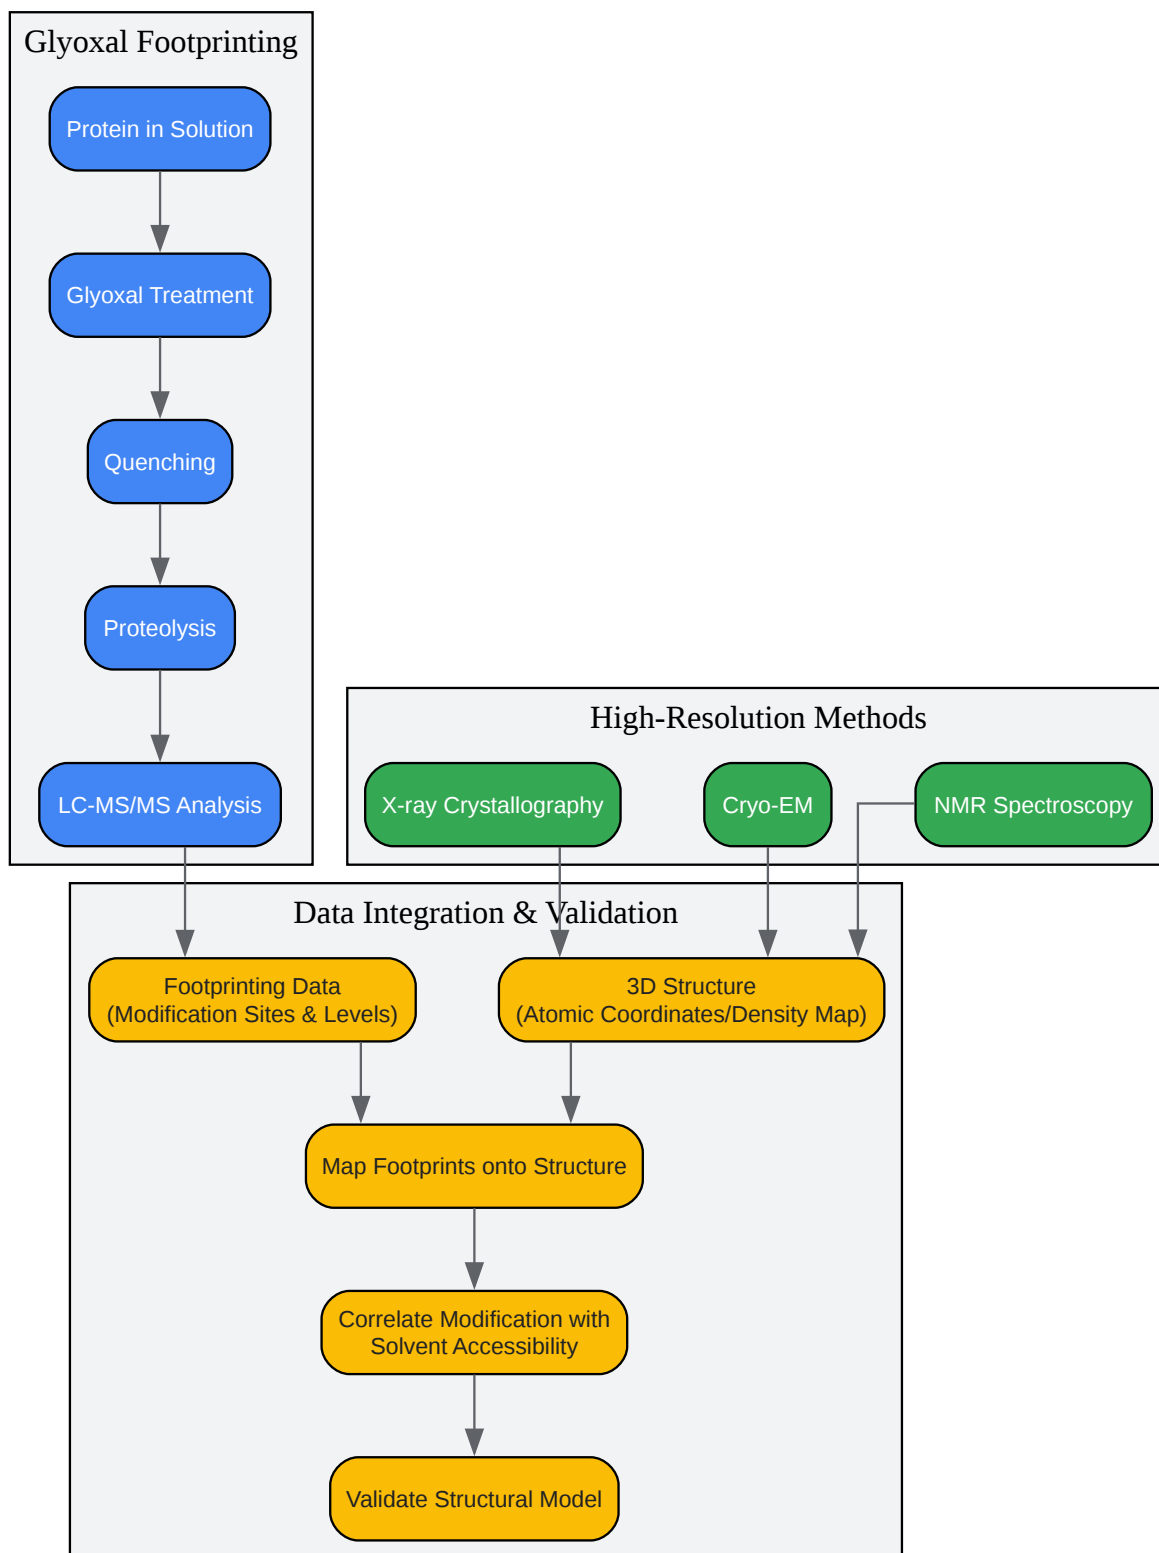 Glyoxal Footprinting
Protein in Solution
Glyoxal Treatment
Quenching
Proteolysis
LC-MS/MS Analysis
High-Resolution Methods
X-ray Crystallography
Cryo-EM
NMR Spectroscopy
Data Integration & Validation
Footprinting Data
(Modification Sites & Levels)
3D Structure
(Atomic Coordinates/Density Map)
Map Footprints onto Structure
Correlate Modification with
Solvent Accessibility
Validate Structural Model